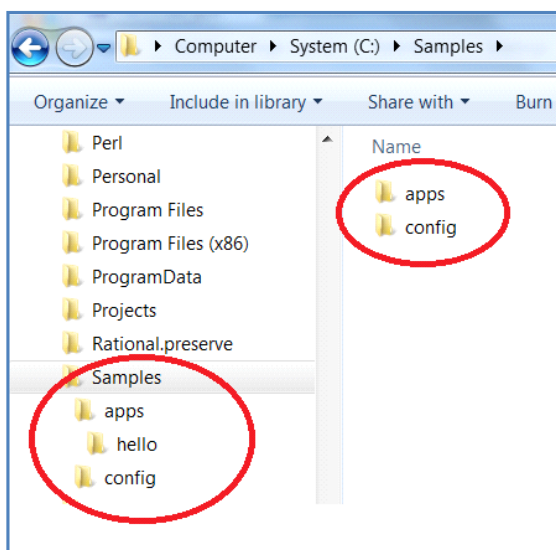 Computer System (C:) Samples
Organize Include in library Share with Burn
Perl
Personal
Program Files
Program Files (x86)
ProgramData
Projects
Rational.preserve
Samples
apps
hello
config
Name
apps
config